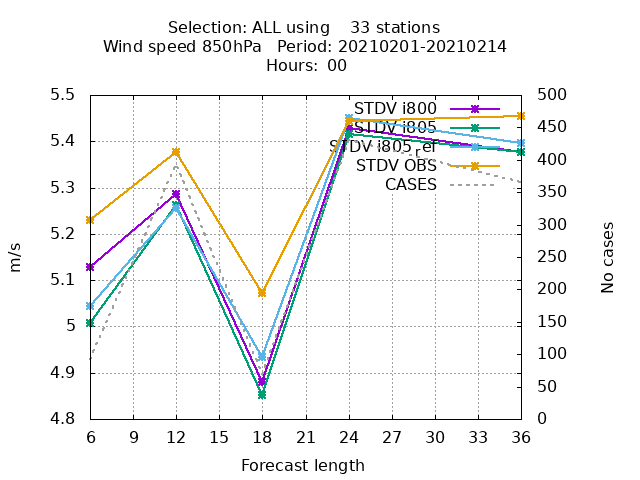 Selection: ALL using    33 stations
Wind speed 850hPa   Period: 20210201-20210214
Hours: 00
5.5
5.4
5.3
5.2
5.1
5
4.9
4.8
500
450
400
350
300
250
200
150
100
50
0
STDV i800
STDV i805
STDV i805_ref
STDV OBS
CASES
m/s
No cases
6 9 12 15 18 21 24 27 30 33 36
Forecast length